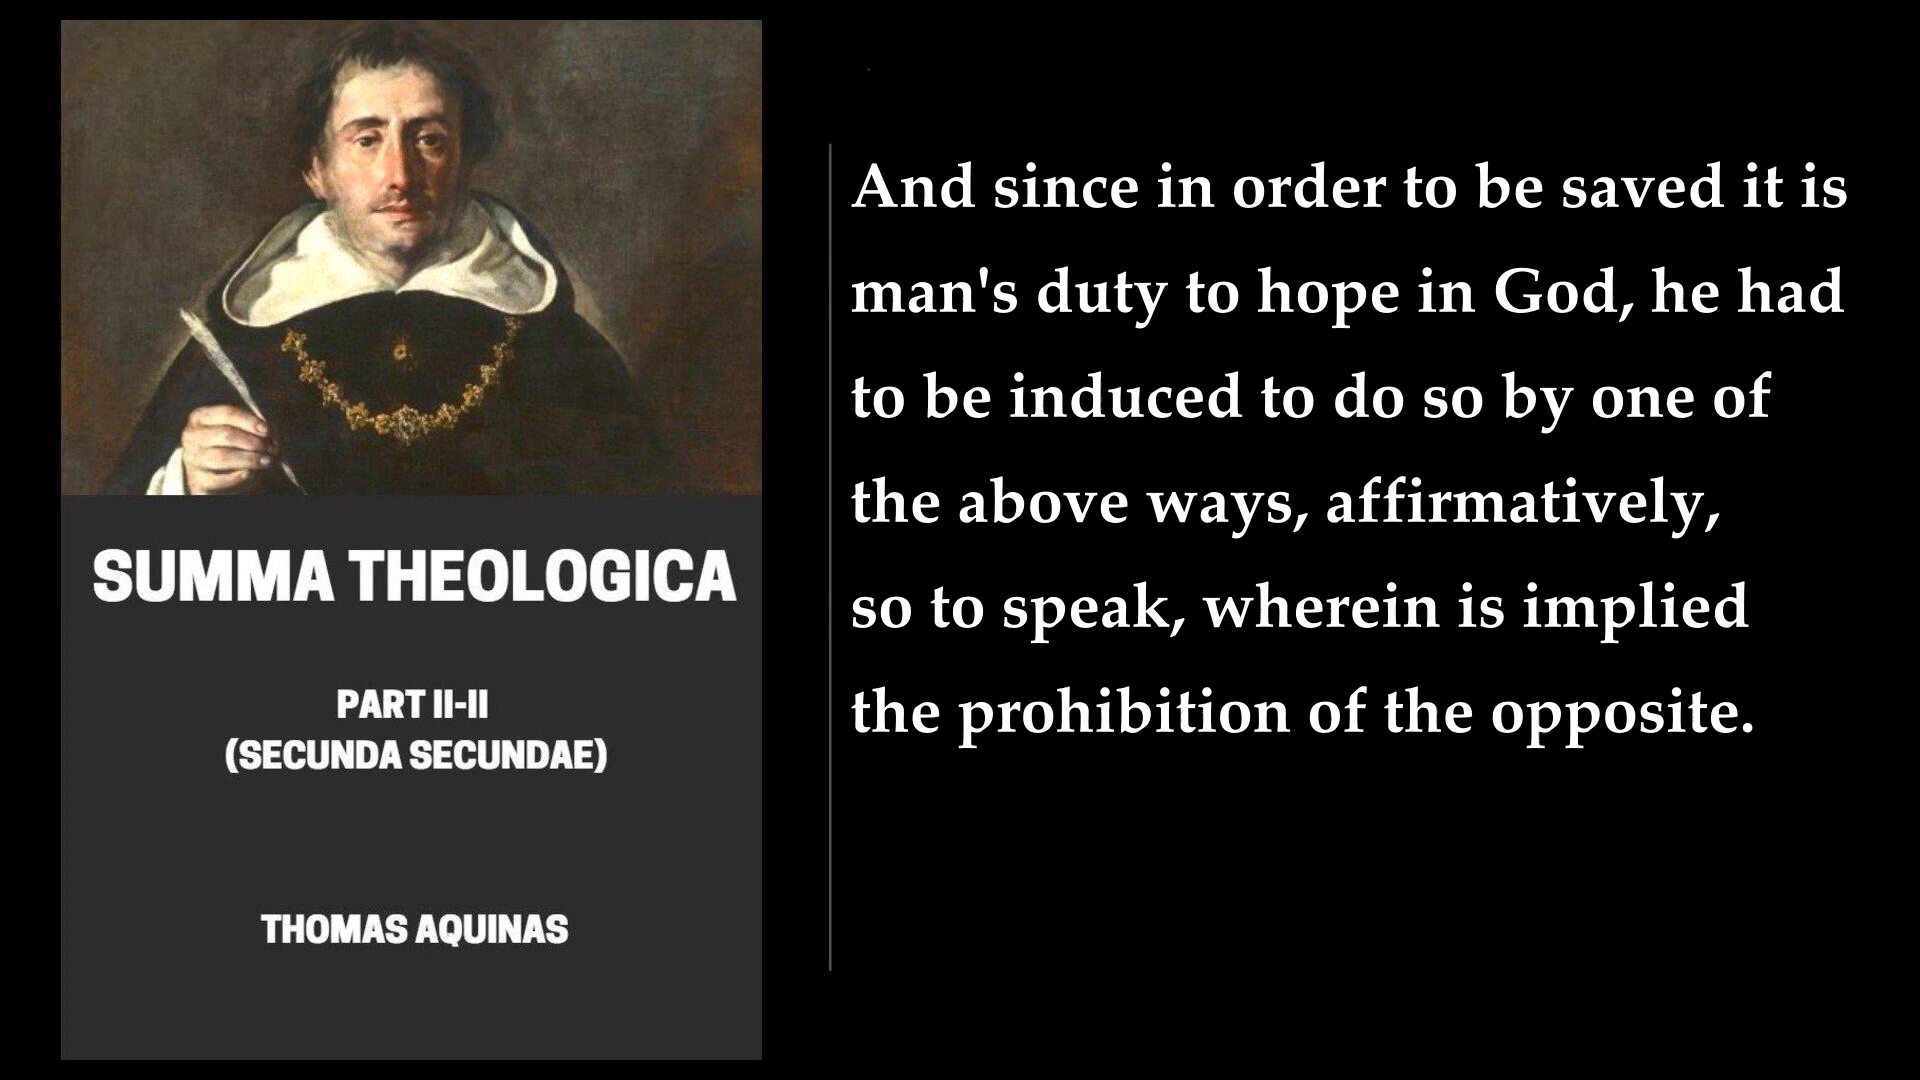 SUMMA THEOLOGICA
PART II-II
(SECUNDA SECUNDAE)
THOMAS AQUINAS
And since in order to be saved it is
man's duty to hope in God, he had
to be induced to do so by one of
the above ways, affirmatively,
so to speak, wherein is implied
the prohibition of the opposite.